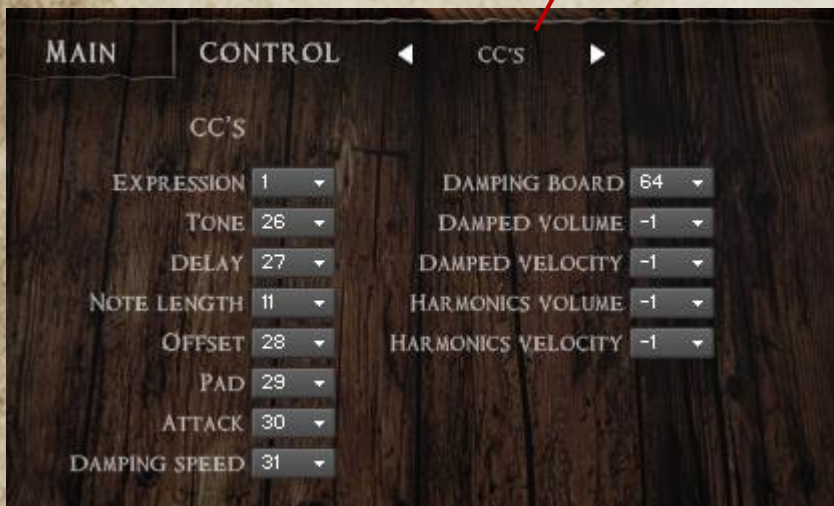 MAIN CONTROL CC'S
CC'S
EXPRESSION 1
TONE 26
DELAY 27
NOTE LENGTH 11
OFFSET 28
PAD 29
ATTACK 30
DAMPING SPEED 31
DAMPING BOARD 64
DAMPED VOLUME -1
DAMPED VELOCITY -1
HARMONICS VOLUME -1
HARMONICS VELOCITY -1